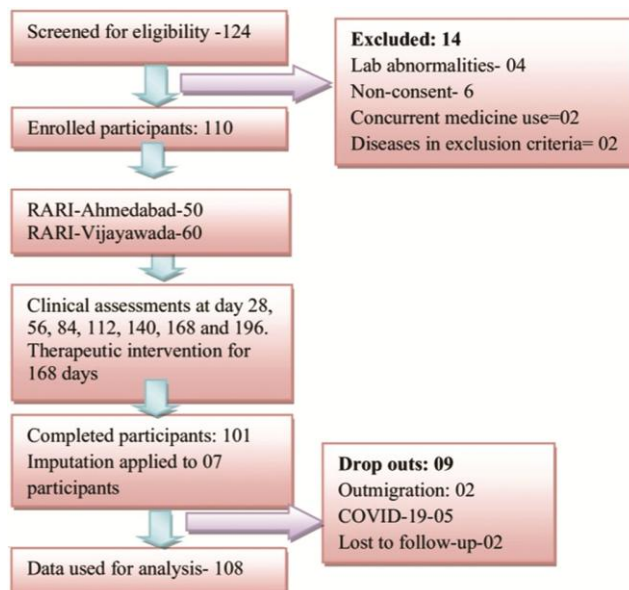 Screened for eligibility -124
Excluded: 14
Lab abnormalities- 04
Non-consent- 6
Concurrent medicine use=02
Diseases in exclusion criteria= 02
Enrolled participants: 110
RARI-Ahmedabad-50
RARI-Vijayawada-60
Clinical assessments at day 28,
56, 84, 112, 140, 168 and 196.
Therapeutic intervention for
168 days
Completed participants: 101
Imputation applied to 07
participants
Drop outs: 09
Outmigration: 02
COVID-19-05
Lost to follow-up-02
Data used for analysis- 108